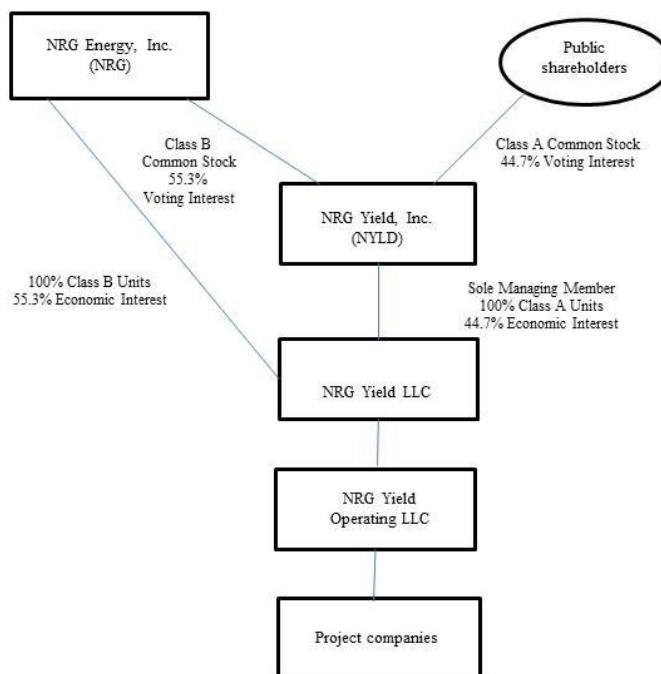 NRG Energy, Inc.
(NRG)
Public
shareholders
Class B
Common Stock
55.3%
Voting Interest
Class A Common Stock
44.7% Voting Interest
NRG Yield, Inc.
(NYLD)
100% Class B Units
55.3% Economic Interest
Sole Managing Member
100% Class A Units
44.7% Economic Interest
NRG Yield LLC
NRG Yield
Operating LLC
Project companies